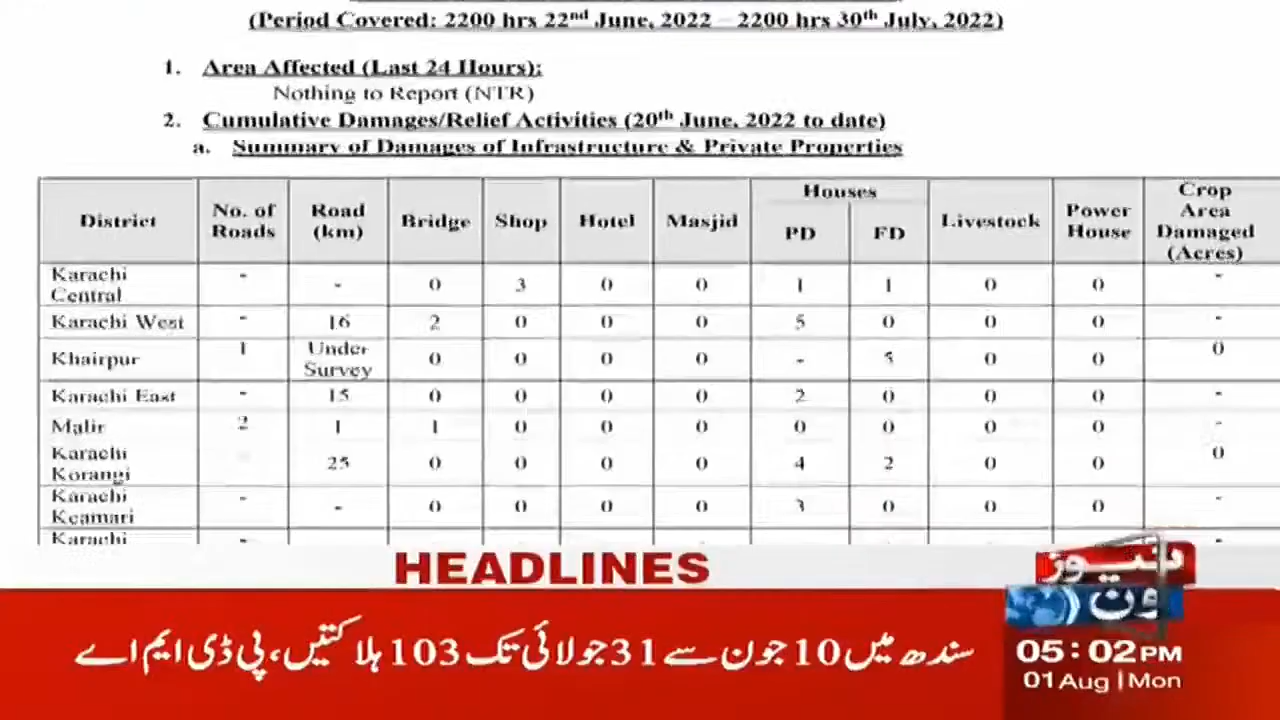 (Period Covered: 2200 hrs 22nd June, 2022 – 2200 hrs 30th July, 2022)
1. Area Affected (Last 24 Hours):
Nothing to Report (NTR)
2. Cumulative Damages/Relief Activities (20th June, 2022 to date)
a. Summary of Damages of Infrastructure & Private Properties
District No. of Roads Road (km) Bridge Shop Hotel Masjid Houses PD FD Livestock Power House Crop Area Damaged (Acres)
Karachi Central - - 0 3 0 0 1 1 0 0 -
Karachi West - 16 2 0 0 0 5 0 0 0 -
Khairpur 1 Under Survey 0 0 0 0 - 5 0 0 0
Karachi East - 15 0 0 0 0 2 0 0 0 -
Malir 2 1 1 0 0 0 0 0 0 0 -
Karachi Korangi 25 0 0 0 0 4 2 0 0 0
Karachi Keamari - - 0 0 0 0 3 0 0 0 -
Karachi - -
HEADLINES
نیوز
ون
سندھ میں 10 جون سے 31 جولائی تک 103 ہلاکتیں، پی ڈی ایم اے
05:02 PM
01 Aug | Mon